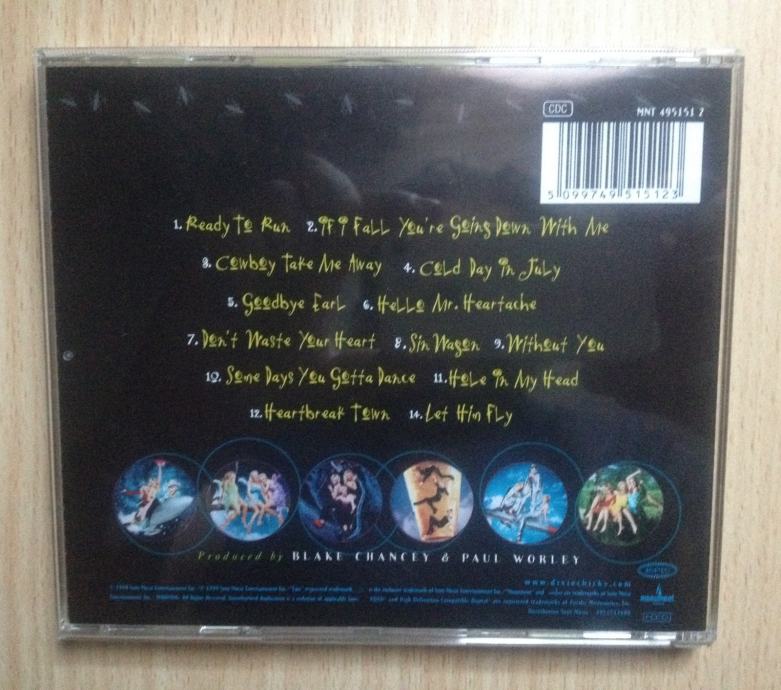 CDC MNT 495151 2
5 099749 515123
1. Ready To Run 2. If I Fall You're Going Down With Me
3. Cowboy Take Me Away 4. Cold Day In July
5. Goodbye Earl 6. Hello Mr. Heartache
7. Don't Waste Your Heart 8. Sin Wagon 9. Without You
10. Some Days You Gotta Dance 11. Hole In My Head
12. Heartbreak Town 14. Let Him Fly
Produced by BLAKE CHANCEY & PAUL WORLEY
www.dixiechicks.com
epic
monument